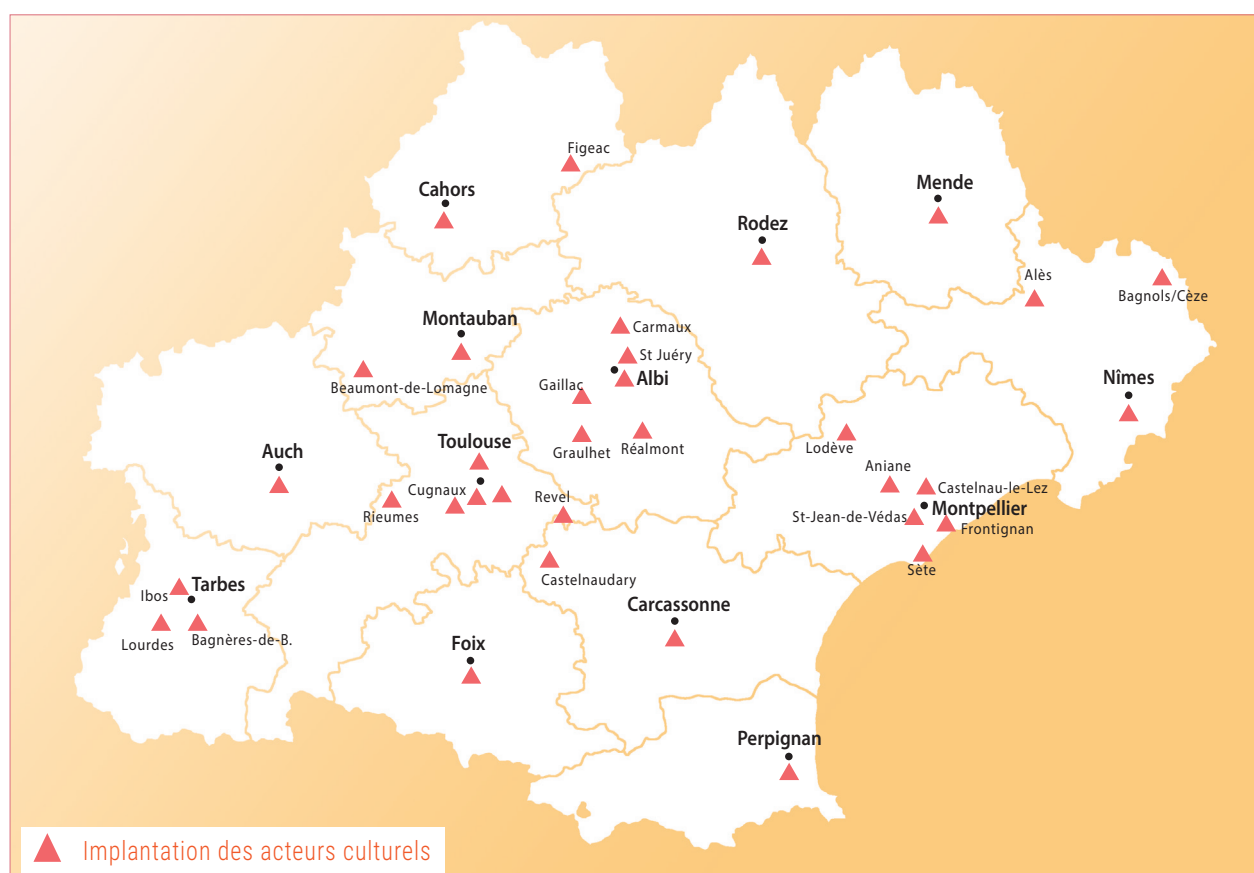 Figeac
Cahors
Mende
Rodez
Alès
Bagnols/Cèze
Montauban
Carmaux
St Juéry
Albi
Beaumont-de-Lomagne
Gaillac
Nîmes
Toulouse
Graulhet
Réalmont
Lodève
Auch
Aniane
Cugnaux
Revel
Castelnau-le-Lez
Rieumes
Montpellier
St-Jean-de-Védas
Frontignan
Castelnaudary
Sète
Tarbes
Ibos
Carcassonne
Lourdes
Bagnères-de-B.
Foix
Perpignan
Implantation des acteurs culturels